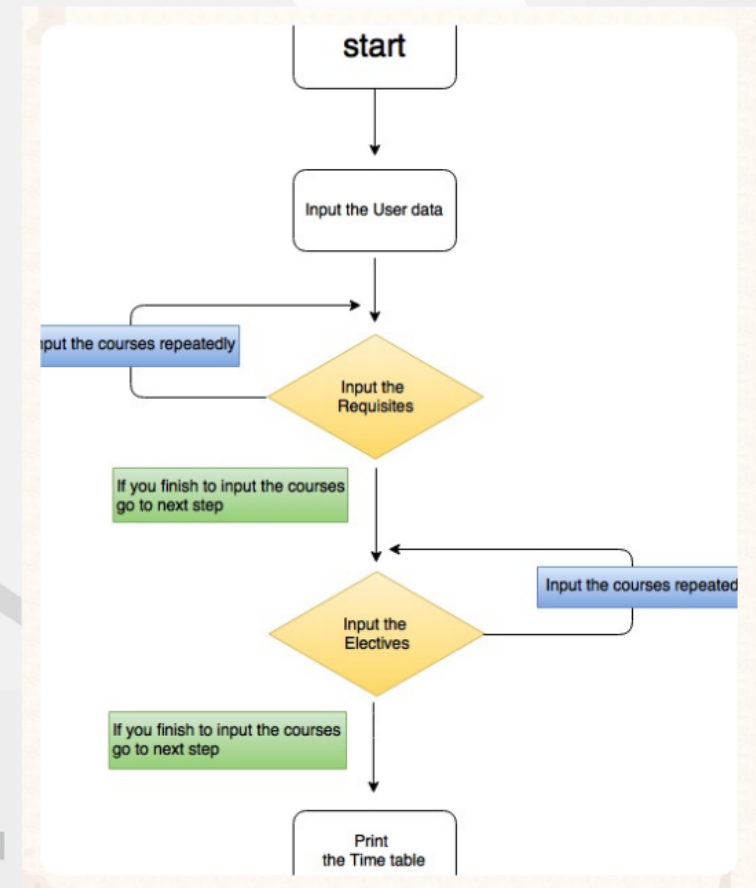 start
Input the User data
put the courses repeatedly
Input the
Requisites
If you finish to input the courses
go to next step
Input the courses repeated
Input the
Electives
If you finish to input the courses
go to next step
Print
the Time table